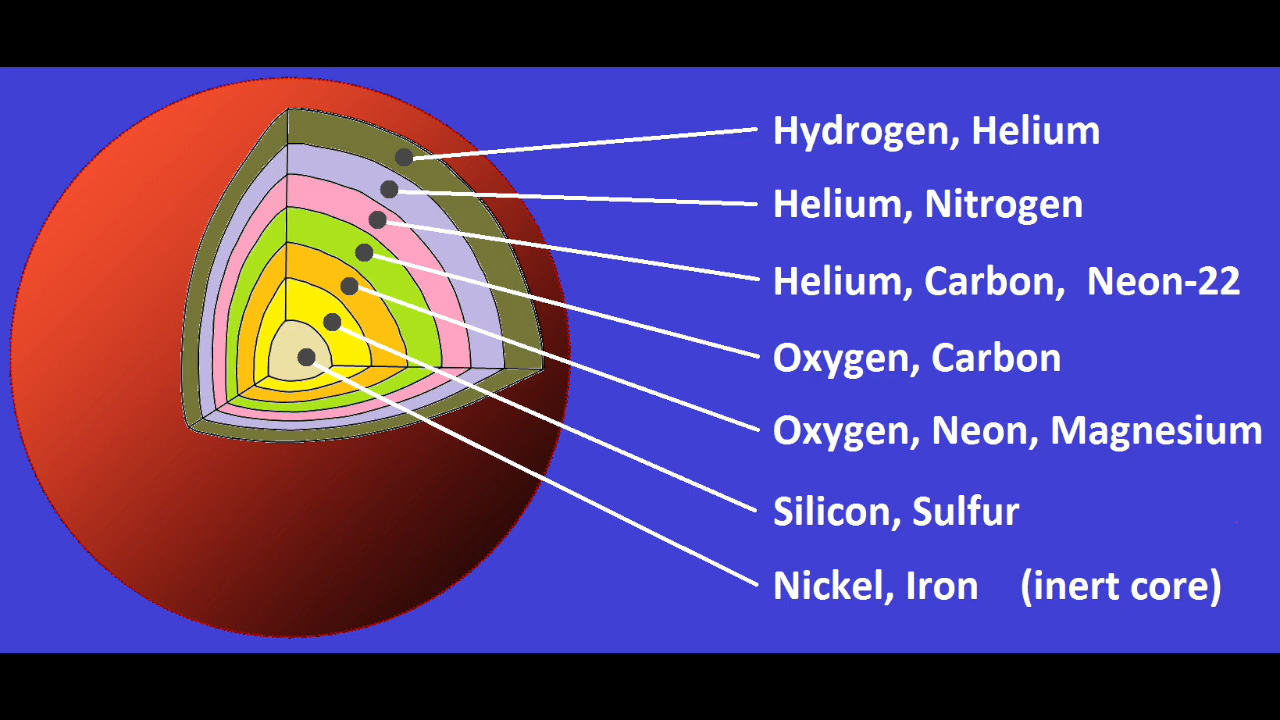 Hydrogen, Helium
Helium, Nitrogen
Helium, Carbon, Neon-22
Oxygen, Carbon
Oxygen, Neon, Magnesium
Silicon, Sulfur
Nickel, Iron (inert core)